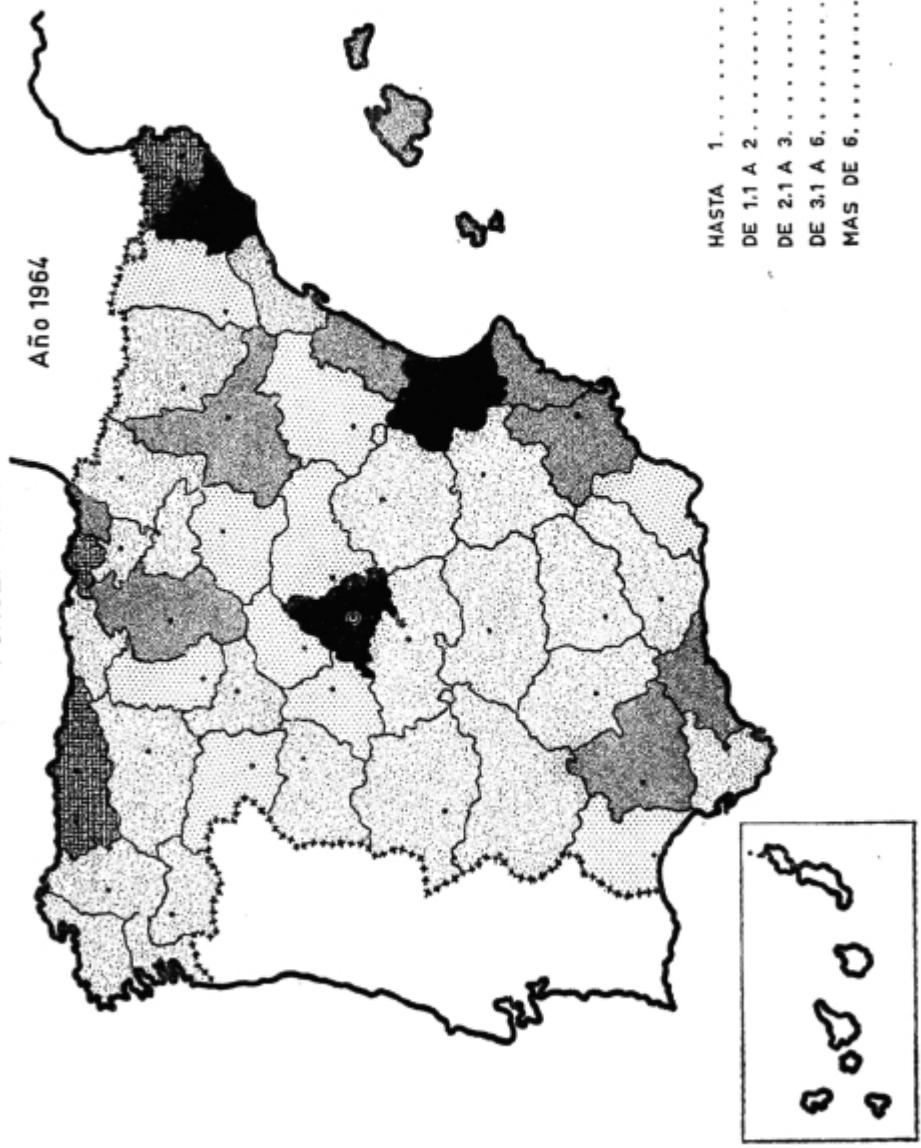 Año 1964
HASTA 1..........
DE 1.1 A 2..........
DE 2.1 A 3..........
DE 3.1 A 6..........
MAS DE 6..........